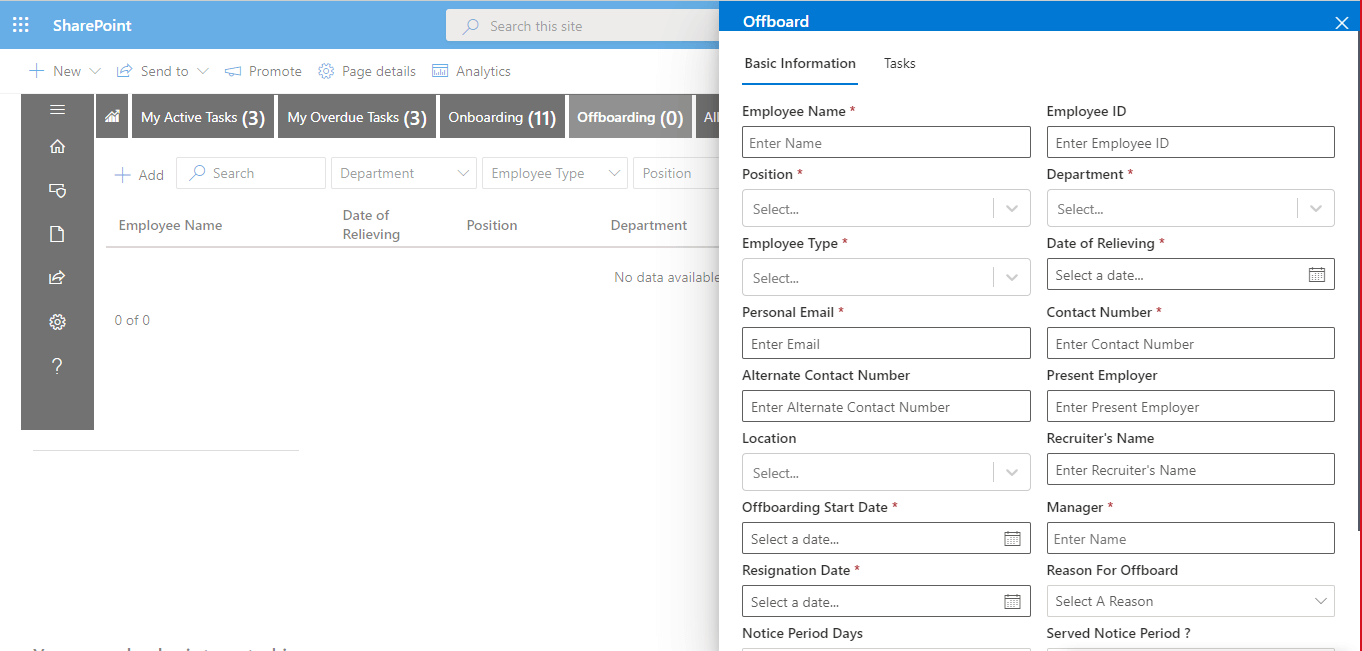 SharePoint
Search this site
New
Send to
Promote
Page details
Analytics
My Active Tasks (3)
My Overdue Tasks (3)
Onboarding (11)
Offboarding (0)
Add
Search
Department
Employee Type
Position
Employee Name
Date of
Relieving
Position
Department
No data available
0 of 0
Offboard
Basic Information
Tasks
Employee Name *
Employee ID
Enter Name
Enter Employee ID
Position *
Department *
Select...
Select...
Employee Type *
Date of Relieving *
Select...
Select a date...
Personal Email *
Contact Number *
Enter Email
Enter Contact Number
Alternate Contact Number
Present Employer
Enter Alternate Contact Number
Enter Present Employer
Location
Recruiter's Name
Select...
Enter Recruiter's Name
Offboarding Start Date *
Manager *
Select a date...
Enter Name
Resignation Date *
Reason For Offboard
Select a date...
Select A Reason
Notice Period Days
Served Notice Period ?